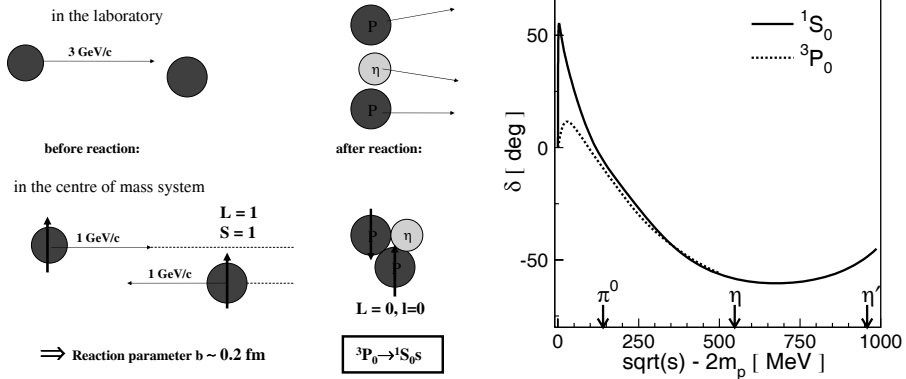 in the laboratory
3 GeV/c
P
η
P
before reaction:
after reaction:
in the centre of mass system
L = 1
S = 1
1 GeV/c
1 GeV/c
P
η
P
L = 0, l=0
⇒ Reaction parameter b ~ 0.2 fm
³P₀→¹S₀s
¹S₀
³P₀
50
0
-50
δ [ deg ]
π⁰
η
η′
0
250
500
750
1000
sqrt(s) - 2mₚ [ MeV ]